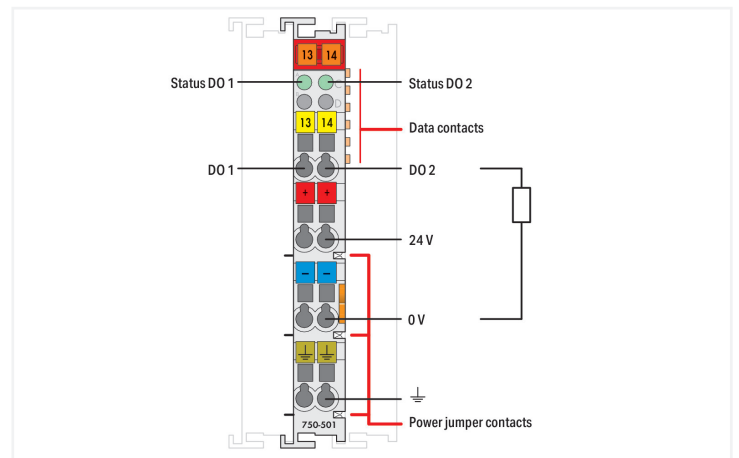 13 14
Status DO 1
Status DO 2
13 14
Data contacts
DO 1
DO 2
+ +
24 V
– –
0 V
750-501
Power jumper contacts